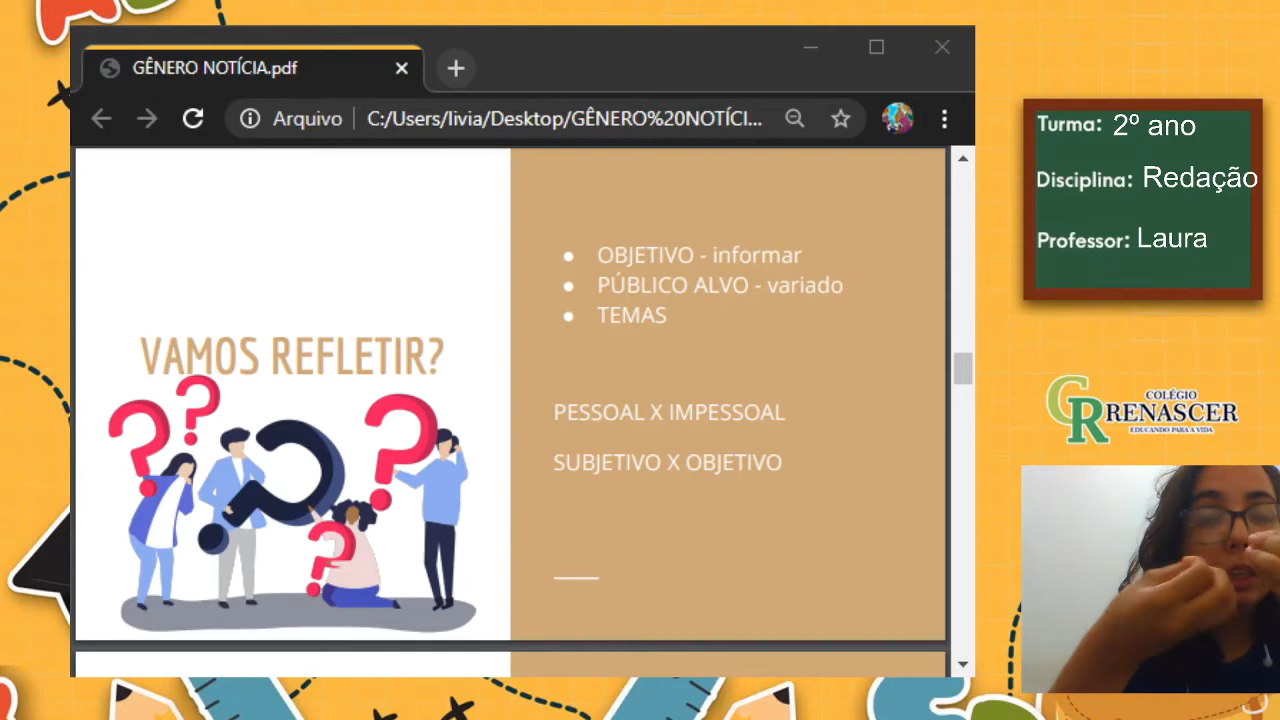 GÊNERO NOTÍCIA.pdf
Arquivo
C:/Users/livia/Desktop/GÊNERO%20NOTÍCI...
VAMOS REFLETIR?
● OBJETIVO - informar
● PÚBLICO ALVO - variado
● TEMAS
PESSOAL X IMPESSOAL
SUBJETIVO X OBJETIVO
Turma: 2º ano
Disciplina: Redação
Professor: Laura
CR
COLÉGIO
RENASCER
EDUCANDO PARA A VIDA